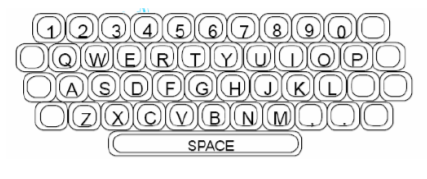 1 2 3 4 5 6 7 8 9 0
Q W E R T Y U I O P
A S D F G H J K L
Z X C V B N M . .
SPACE